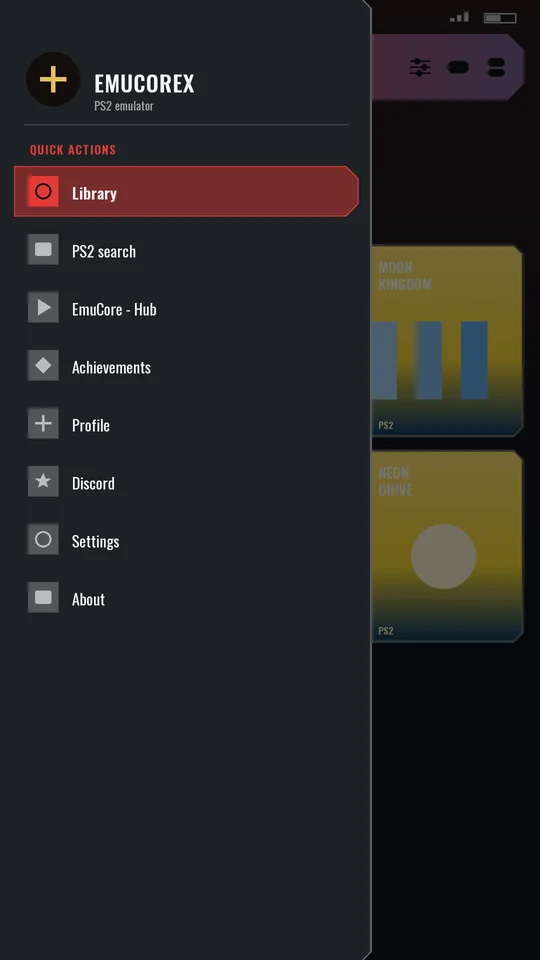 EMUCOREX
PS2 emulator
QUICK ACTIONS
Library
PS2 search
EmuCore - Hub
Achievements
Profile
Discord
Settings
About
MOON
KINGDOM
PS2
NEON
DRIVE
PS2